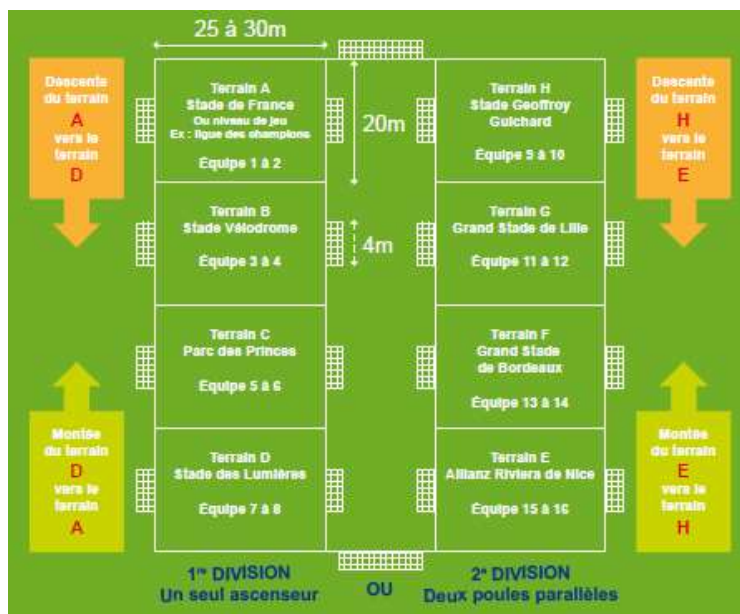 25 à 30m
Descente
du terrain
A
vers le
terrain
D
Terrain A
Stade de France
Ou niveau de jeu
Ex : ligue des champions
Équipe 1 à 2
20m
Terrain H
Stade Geoffroy
Guichard
Équipe 9 à 10
Descente
du terrain
H
vers le
terrain
E
Terrain B
Stade Vélodrome
Équipe 3 à 4
4m
Terrain G
Grand Stade de Lille
Équipe 11 à 12
Terrain C
Parc des Princes
Équipe 5 à 6
Terrain F
Grand Stade
de Bordeaux
Équipe 13 à 14
Montée
du terrain
D
vers le
terrain
A
Terrain D
Stade des Lumières
Équipe 7 à 8
Terrain E
Allianz Riviera de Nice
Équipe 15 à 16
Montée
du terrain
E
vers le
terrain
H
1re DIVISION
Un seul ascenseur
OU
2e DIVISION
Deux poules parallèles